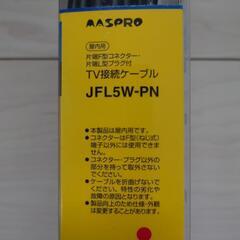 MASPRO
屋内用
片端F型コネクター・
片端L型プラグ付
TV接続ケーブル
JFL5W-PN
●本製品は屋内用です。
●コネクターはF型(ねじ式)
端子以外には使用できま
せん。
●コネクター・プラグ以外の
部分を持って取外さない
でください。
●ケーブルを折曲げないで
ください。特性の劣化や
故障の原因となります。
●製品向上のため仕様・外観
は変更することがあります。